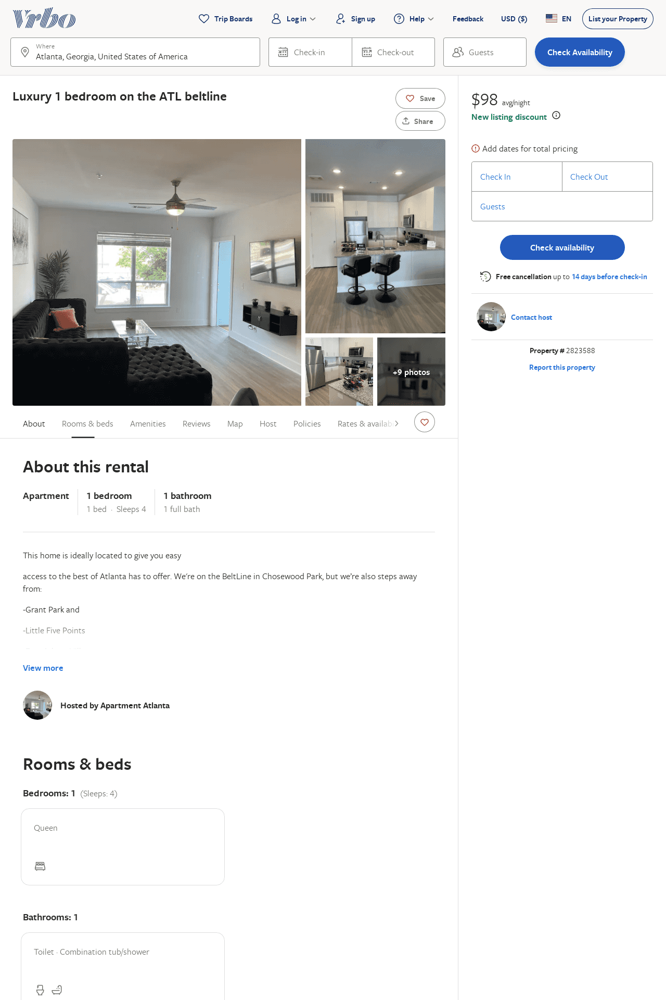 Vrbo
Trip Boards
Log in
Sign up
Help
Feedback
USD ($)
EN
List your Property
Where
Atlanta, Georgia, United States of America
Check-in
Check-out
Guests
Check Availability
Luxury 1 bedroom on the ATL beltline
Save
Share
+9 photos
$98 avg/night
New listing discount
Add dates for total pricing
Check In
Check Out
Guests
Check availability
Free cancellation up to 14 days before check-in
Contact host
Property # 2823588
Report this property
About
Rooms & beds
Amenities
Reviews
Map
Host
Policies
Rates & availabi
About this rental
Apartment
1 bedroom
1 bed · Sleeps 4
1 bathroom
1 full bath
This home is ideally located to give you easy
access to the best of Atlanta has to offer. We're on the BeltLine in Chosewood Park, but we’re also steps away
from:
-Grant Park and
-Little Five Points
View more
Hosted by Apartment Atlanta
Rooms & beds
Bedrooms: 1 (Sleeps: 4)
Queen
Bathrooms: 1
Toilet · Combination tub/shower